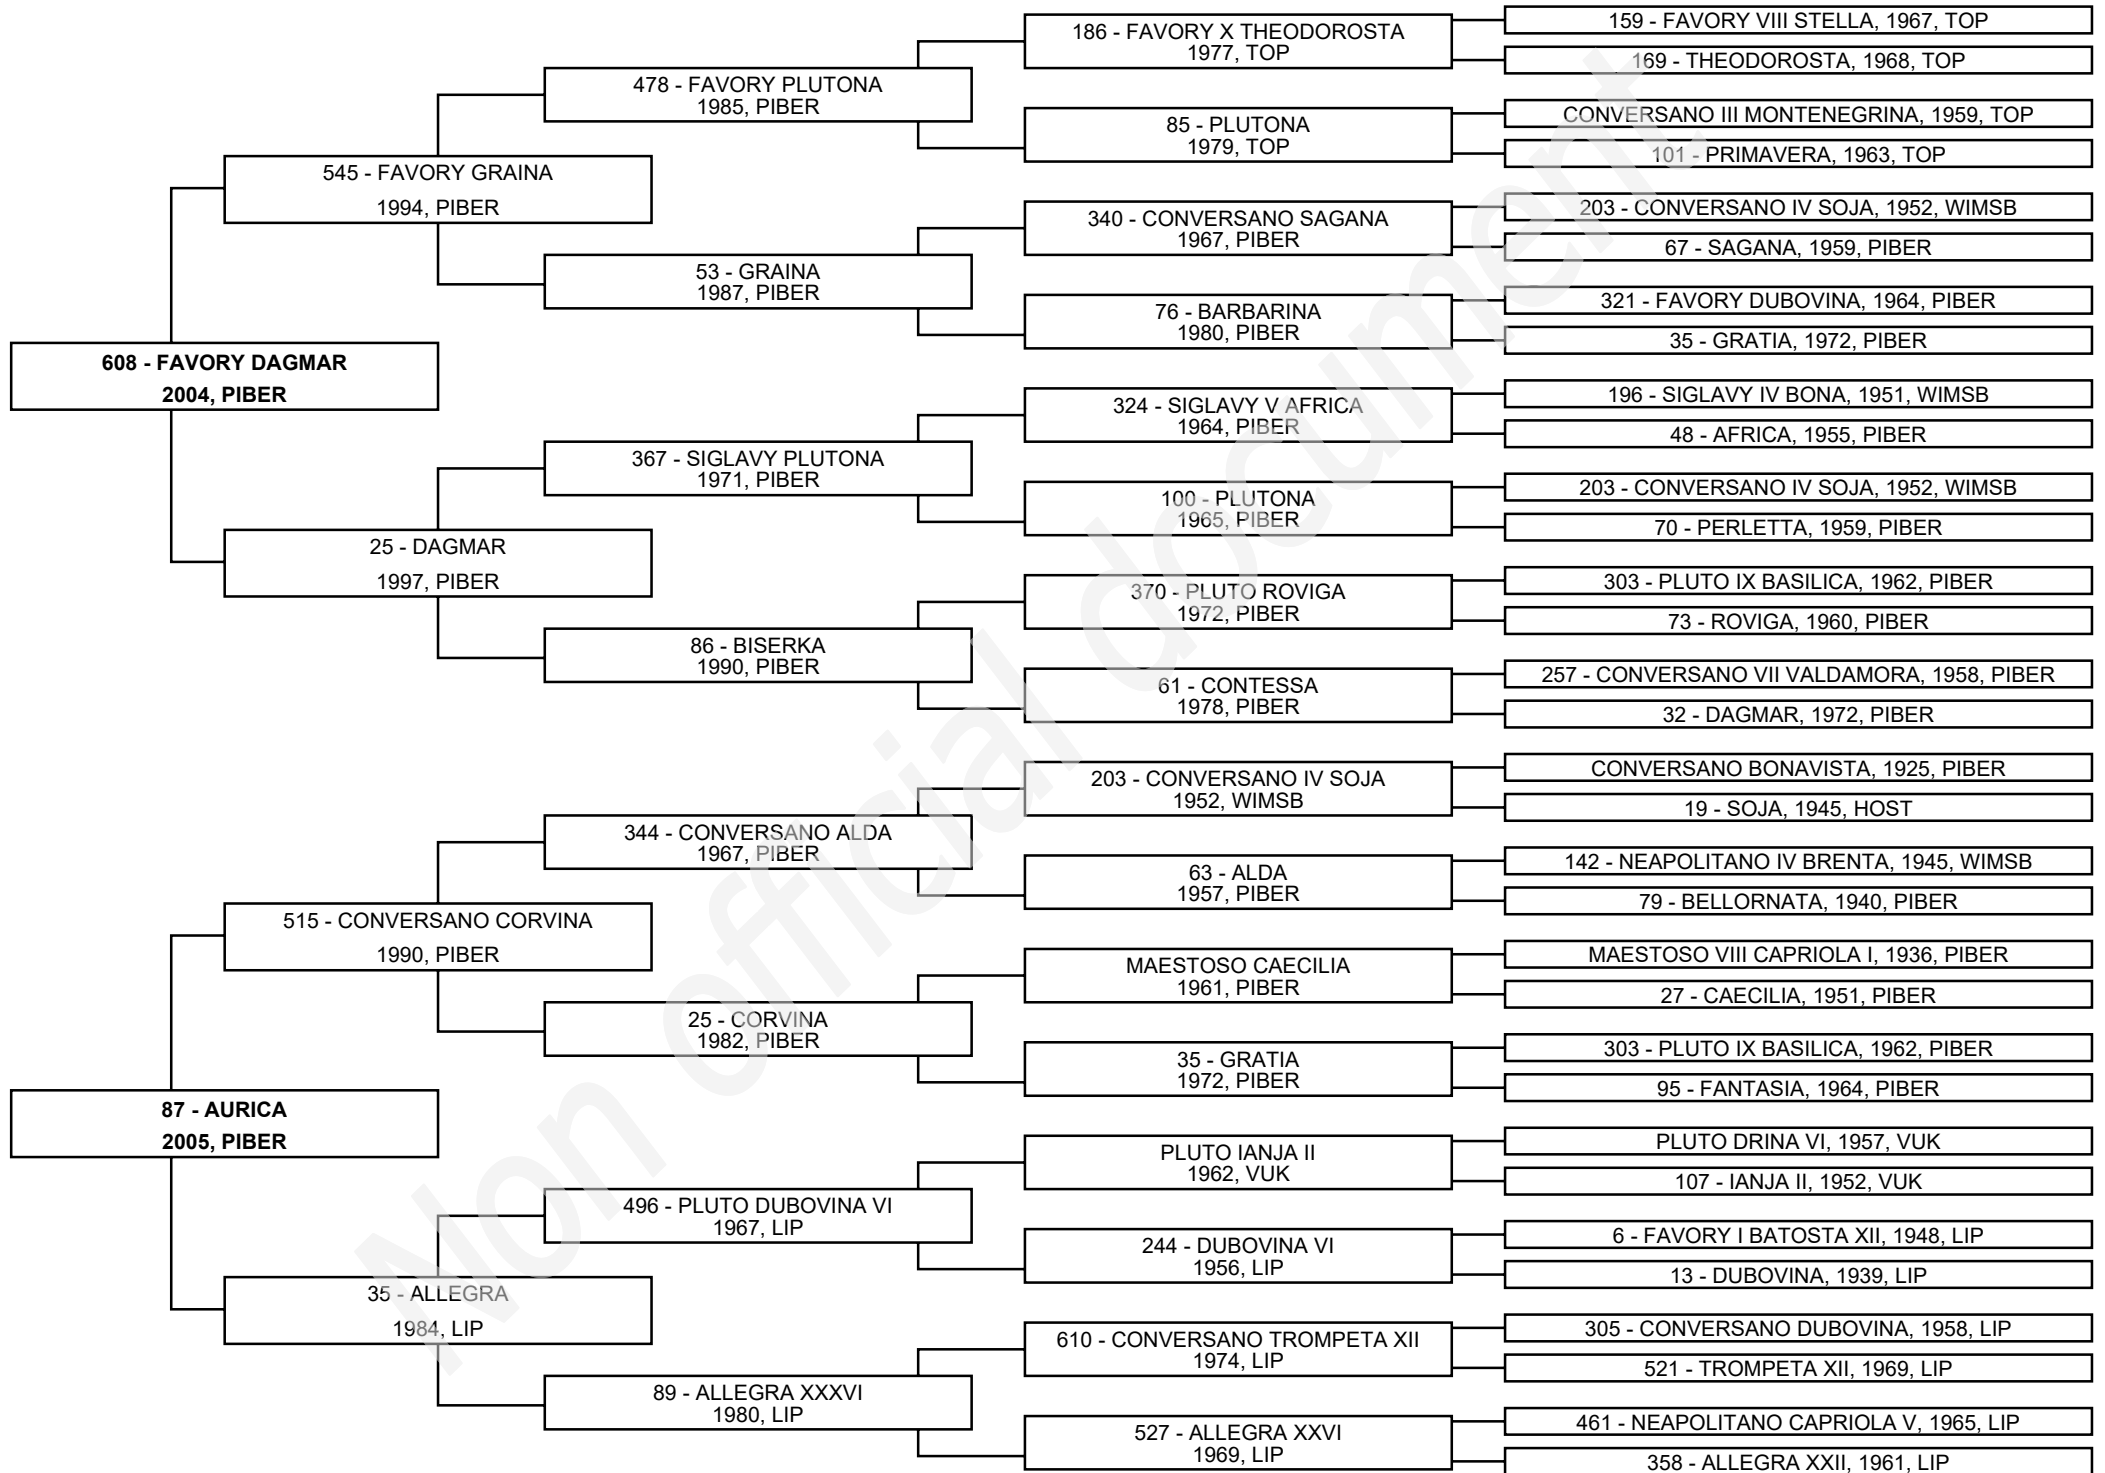 186 - FAVORY X THEODOROSTA
1977, TOP
159 - FAVORY VIII STELLA, 1967, TOP
169 - THEODOROSTA, 1968, TOP
478 - FAVORY PLUTONA
1985, PIBER
85 - PLUTONA
1979, TOP
CONVERSANO III MONTENEGRINA, 1959, TOP
101 - PRIMAVERA, 1963, TOP
545 - FAVORY GRAINA
1994, PIBER
340 - CONVERSANO SAGANA
1967, PIBER
203 - CONVERSANO IV SOJA, 1952, WIMSB
67 - SAGANA, 1959, PIBER
53 - GRAINA
1987, PIBER
76 - BARBARINA
1980, PIBER
321 - FAVORY DUBOVINA, 1964, PIBER
35 - GRATIA, 1972, PIBER
608 - FAVORY DAGMAR
2004, PIBER
324 - SIGLAVY V AFRICA
1964, PIBER
196 - SIGLAVY IV BONA, 1951, WIMSB
48 - AFRICA, 1955, PIBER
367 - SIGLAVY PLUTONA
1971, PIBER
100 - PLUTONA
1965, PIBER
203 - CONVERSANO IV SOJA, 1952, WIMSB
70 - PERLETTA, 1959, PIBER
25 - DAGMAR
1997, PIBER
370 - PLUTO ROVIGA
1972, PIBER
303 - PLUTO IX BASILICA, 1962, PIBER
73 - ROVIGA, 1960, PIBER
86 - BISERKA
1990, PIBER
61 - CONTESSA
1978, PIBER
257 - CONVERSANO VII VALDAMORA, 1958, PIBER
32 - DAGMAR, 1972, PIBER
203 - CONVERSANO IV SOJA
1952, WIMSB
CONVERSANO BONAVISTA, 1925, PIBER
19 - SOJA, 1945, HOST
344 - CONVERSANO ALDA
1967, PIBER
63 - ALDA
1957, PIBER
142 - NEAPOLITANO IV BRENTA, 1945, WIMSB
79 - BELLORNATA, 1940, PIBER
515 - CONVERSANO CORVINA
1990, PIBER
MAESTOSO CAECILIA
1961, PIBER
MAESTOSO VIII CAPRIOLA I, 1936, PIBER
27 - CAECILIA, 1951, PIBER
25 - CORVINA
1982, PIBER
35 - GRATIA
1972, PIBER
303 - PLUTO IX BASILICA, 1962, PIBER
95 - FANTASIA, 1964, PIBER
87 - AURICA
2005, PIBER
PLUTO IANJA II
1962, VUK
PLUTO DRINA VI, 1957, VUK
107 - IANJA II, 1952, VUK
496 - PLUTO DUBOVINA VI
1967, LIP
244 - DUBOVINA VI
1956, LIP
6 - FAVORY I BATOSTA XII, 1948, LIP
13 - DUBOVINA, 1939, LIP
35 - ALLEGRA
1984, LIP
610 - CONVERSANO TROMPETA XII
1974, LIP
305 - CONVERSANO DUBOVINA, 1958, LIP
521 - TROMPETA XII, 1969, LIP
89 - ALLEGRA XXXVI
1980, LIP
527 - ALLEGRA XXVI
1969, LIP
461 - NEAPOLITANO CAPRIOLA V, 1965, LIP
358 - ALLEGRA XXII, 1961, LIP
Non official document